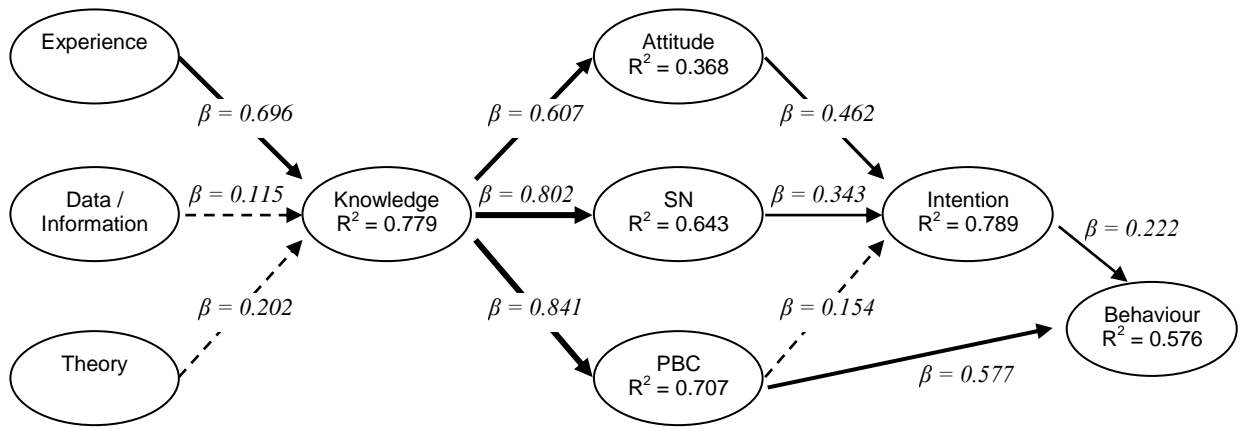 Experience
β = 0.696
Data /
Information
β = 0.115
Theory
β = 0.202
Knowledge
R² = 0.779
β = 0.607
β = 0.802
β = 0.841
Attitude
R² = 0.368
SN
R² = 0.643
PBC
R² = 0.707
β = 0.462
β = 0.343
β = 0.154
β = 0.577
Intention
R² = 0.789
β = 0.222
Behaviour
R² = 0.576